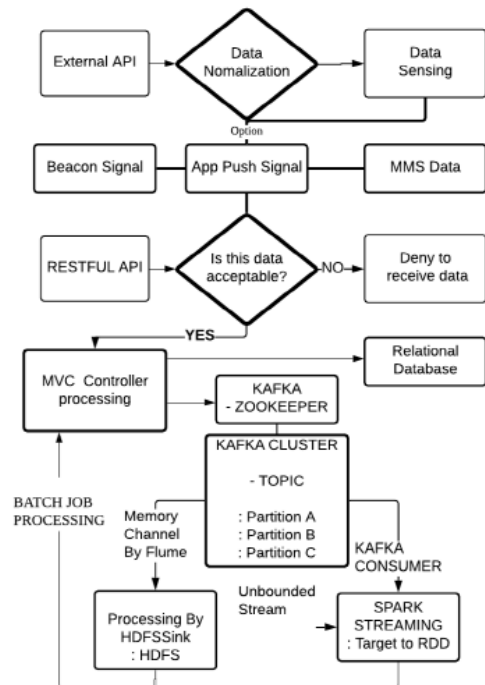 External API
Data
Nomalization
Data
Sensing
Option
Beacon Signal
App Push Signal
MMS Data
RESTFUL API
Is this data
acceptable?
NO
Deny to
receive data
YES
MVC Controller
processing
Relational
Database
KAFKA
- ZOOKEEPER
KAFKA CLUSTER
- TOPIC
: Partition A
: Partition B
: Partition C
BATCH JOB
PROCESSING
Memory
Channel
By Flume
KAFKA
CONSUMER
Unbounded
Stream
Processing By
HDFSSink
: HDFS
SPARK
STREAMING
: Target to RDD